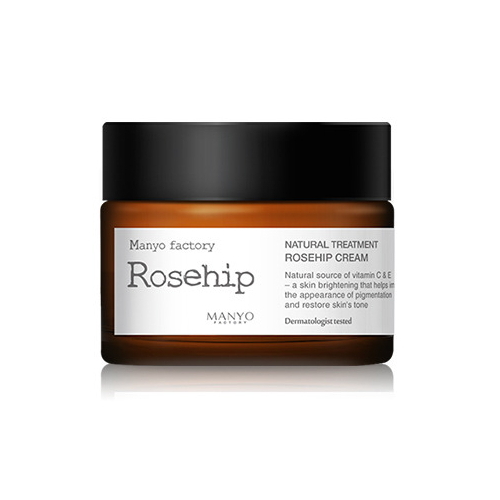 Manyo factory
Rosehip
MANYO
FACTORY
NATURAL TREATMENT
ROSEHIP CREAM
Natural source of vitamin C & E
– a skin brightening that helps
the appearance of pigmentation
and restore skin's tone
Dermatologist tested